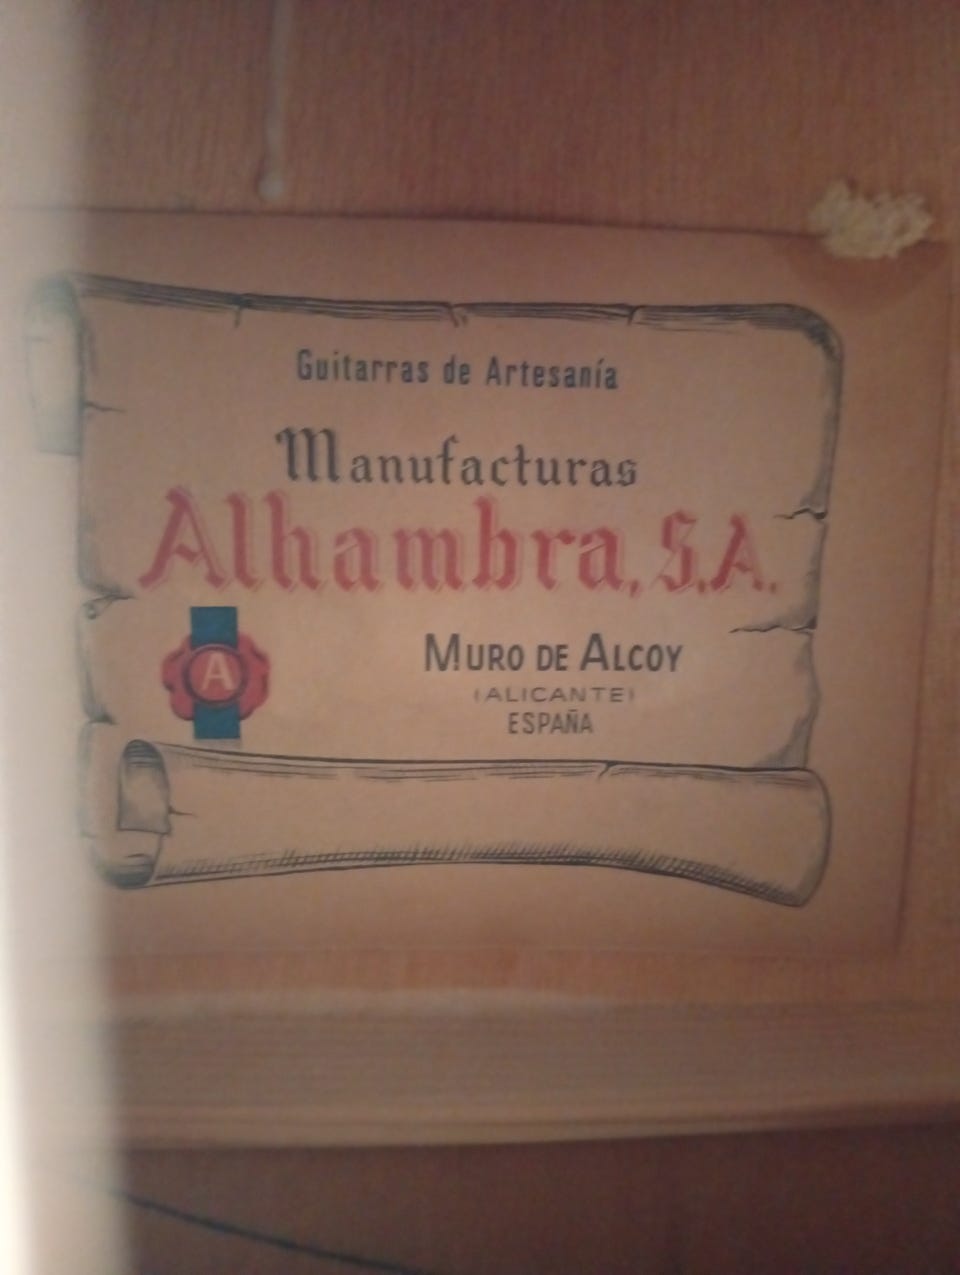 Guitarras de Artesanía
Manufacturas
Alhambra, S.A.
A
MURO DE ALCOY
(ALICANTE)
ESPAÑA